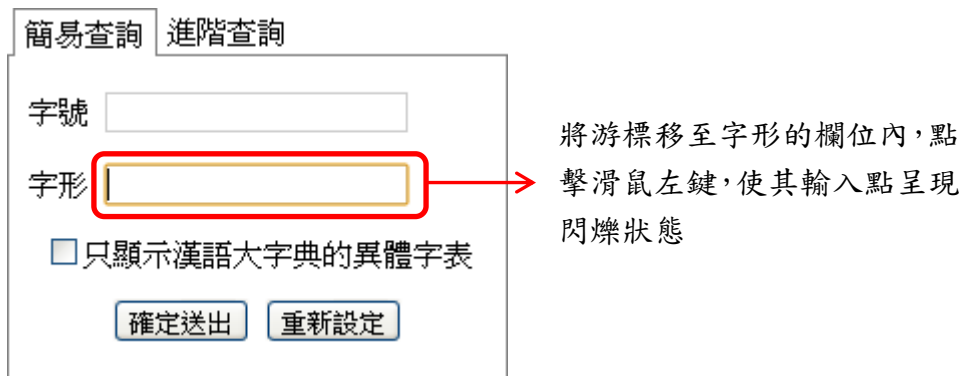 簡易查詢 進階查詢
字號
字形
只顯示漢語大字典的異體字表
確定送出 重新設定
將游標移至字形的欄位內，點
擊滑鼠左鍵，使其輸入點呈現
閃爍狀態